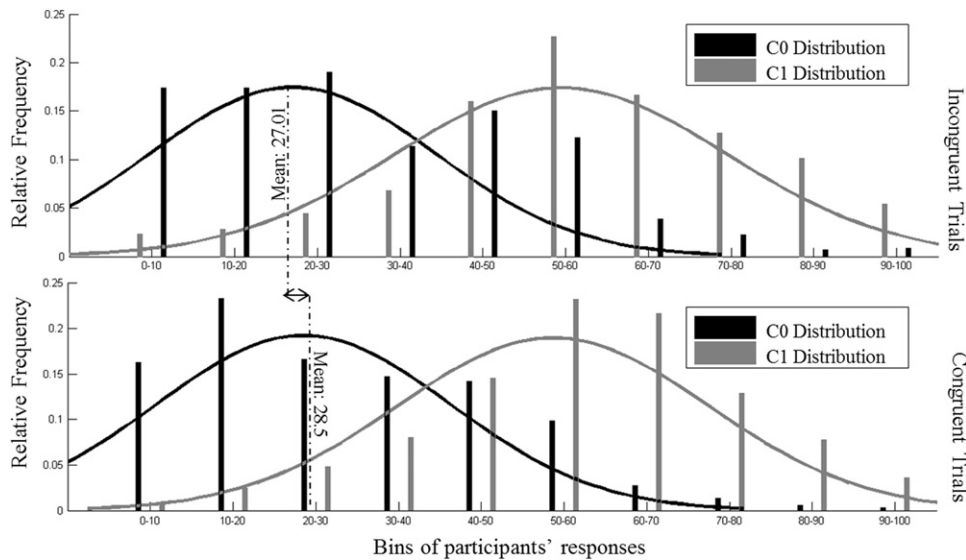 0.25
0.2
0.15
0.1
0.05
0
Relative Frequency
C0 Distribution
C1 Distribution
Mean: 27.01
Incongruent Trials
0-10 10-20 20-30 30-40 40-50 50-60 60-70 70-80 80-90 90-100
0.25
0.2
0.15
0.1
0.05
0
Relative Frequency
C0 Distribution
C1 Distribution
Mean: 28.5
Congruent Trials
0-10 10-20 20-30 30-40 40-50 50-60 60-70 70-80 80-90 90-100
Bins of participants' responses